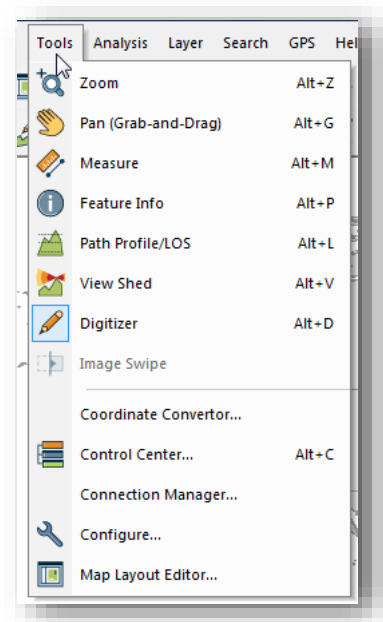 Tools Analysis Layer Search GPS Hel
Zoom Alt+Z
Pan (Grab-and-Drag) Alt+G
Measure Alt+M
Feature Info Alt+P
Path Profile/LOS Alt+L
View Shed Alt+V
Digitizer Alt+D
Image Swipe
Coordinate Convertor...
Control Center... Alt+C
Connection Manager...
Configure...
Map Layout Editor...